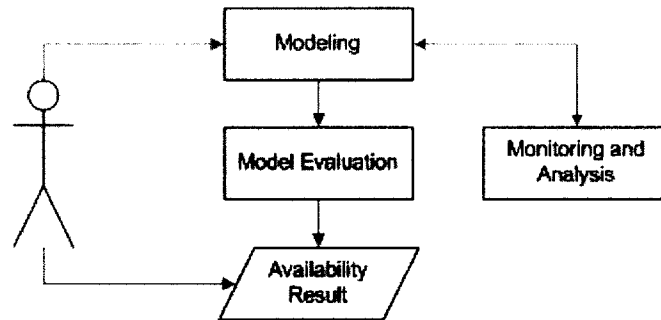 Modeling
Model Evaluation
Monitoring and
Analysis
Availability
Result